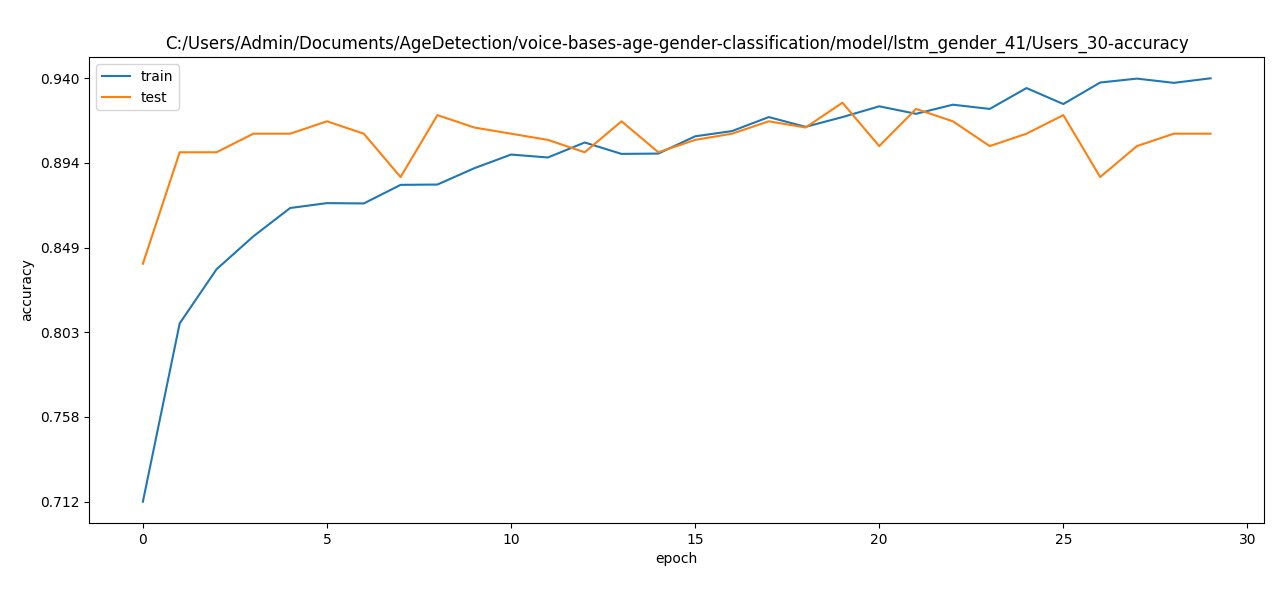 C:/Users/Admin/Documents/AgeDetection/voice-bases-age-gender-classification/model/lstm_gender_41/Users_30-accuracy
train
test
0.940
0.894
0.849
0.803
0.758
0.712
accuracy
0 5 10 15 20 25 30
epoch